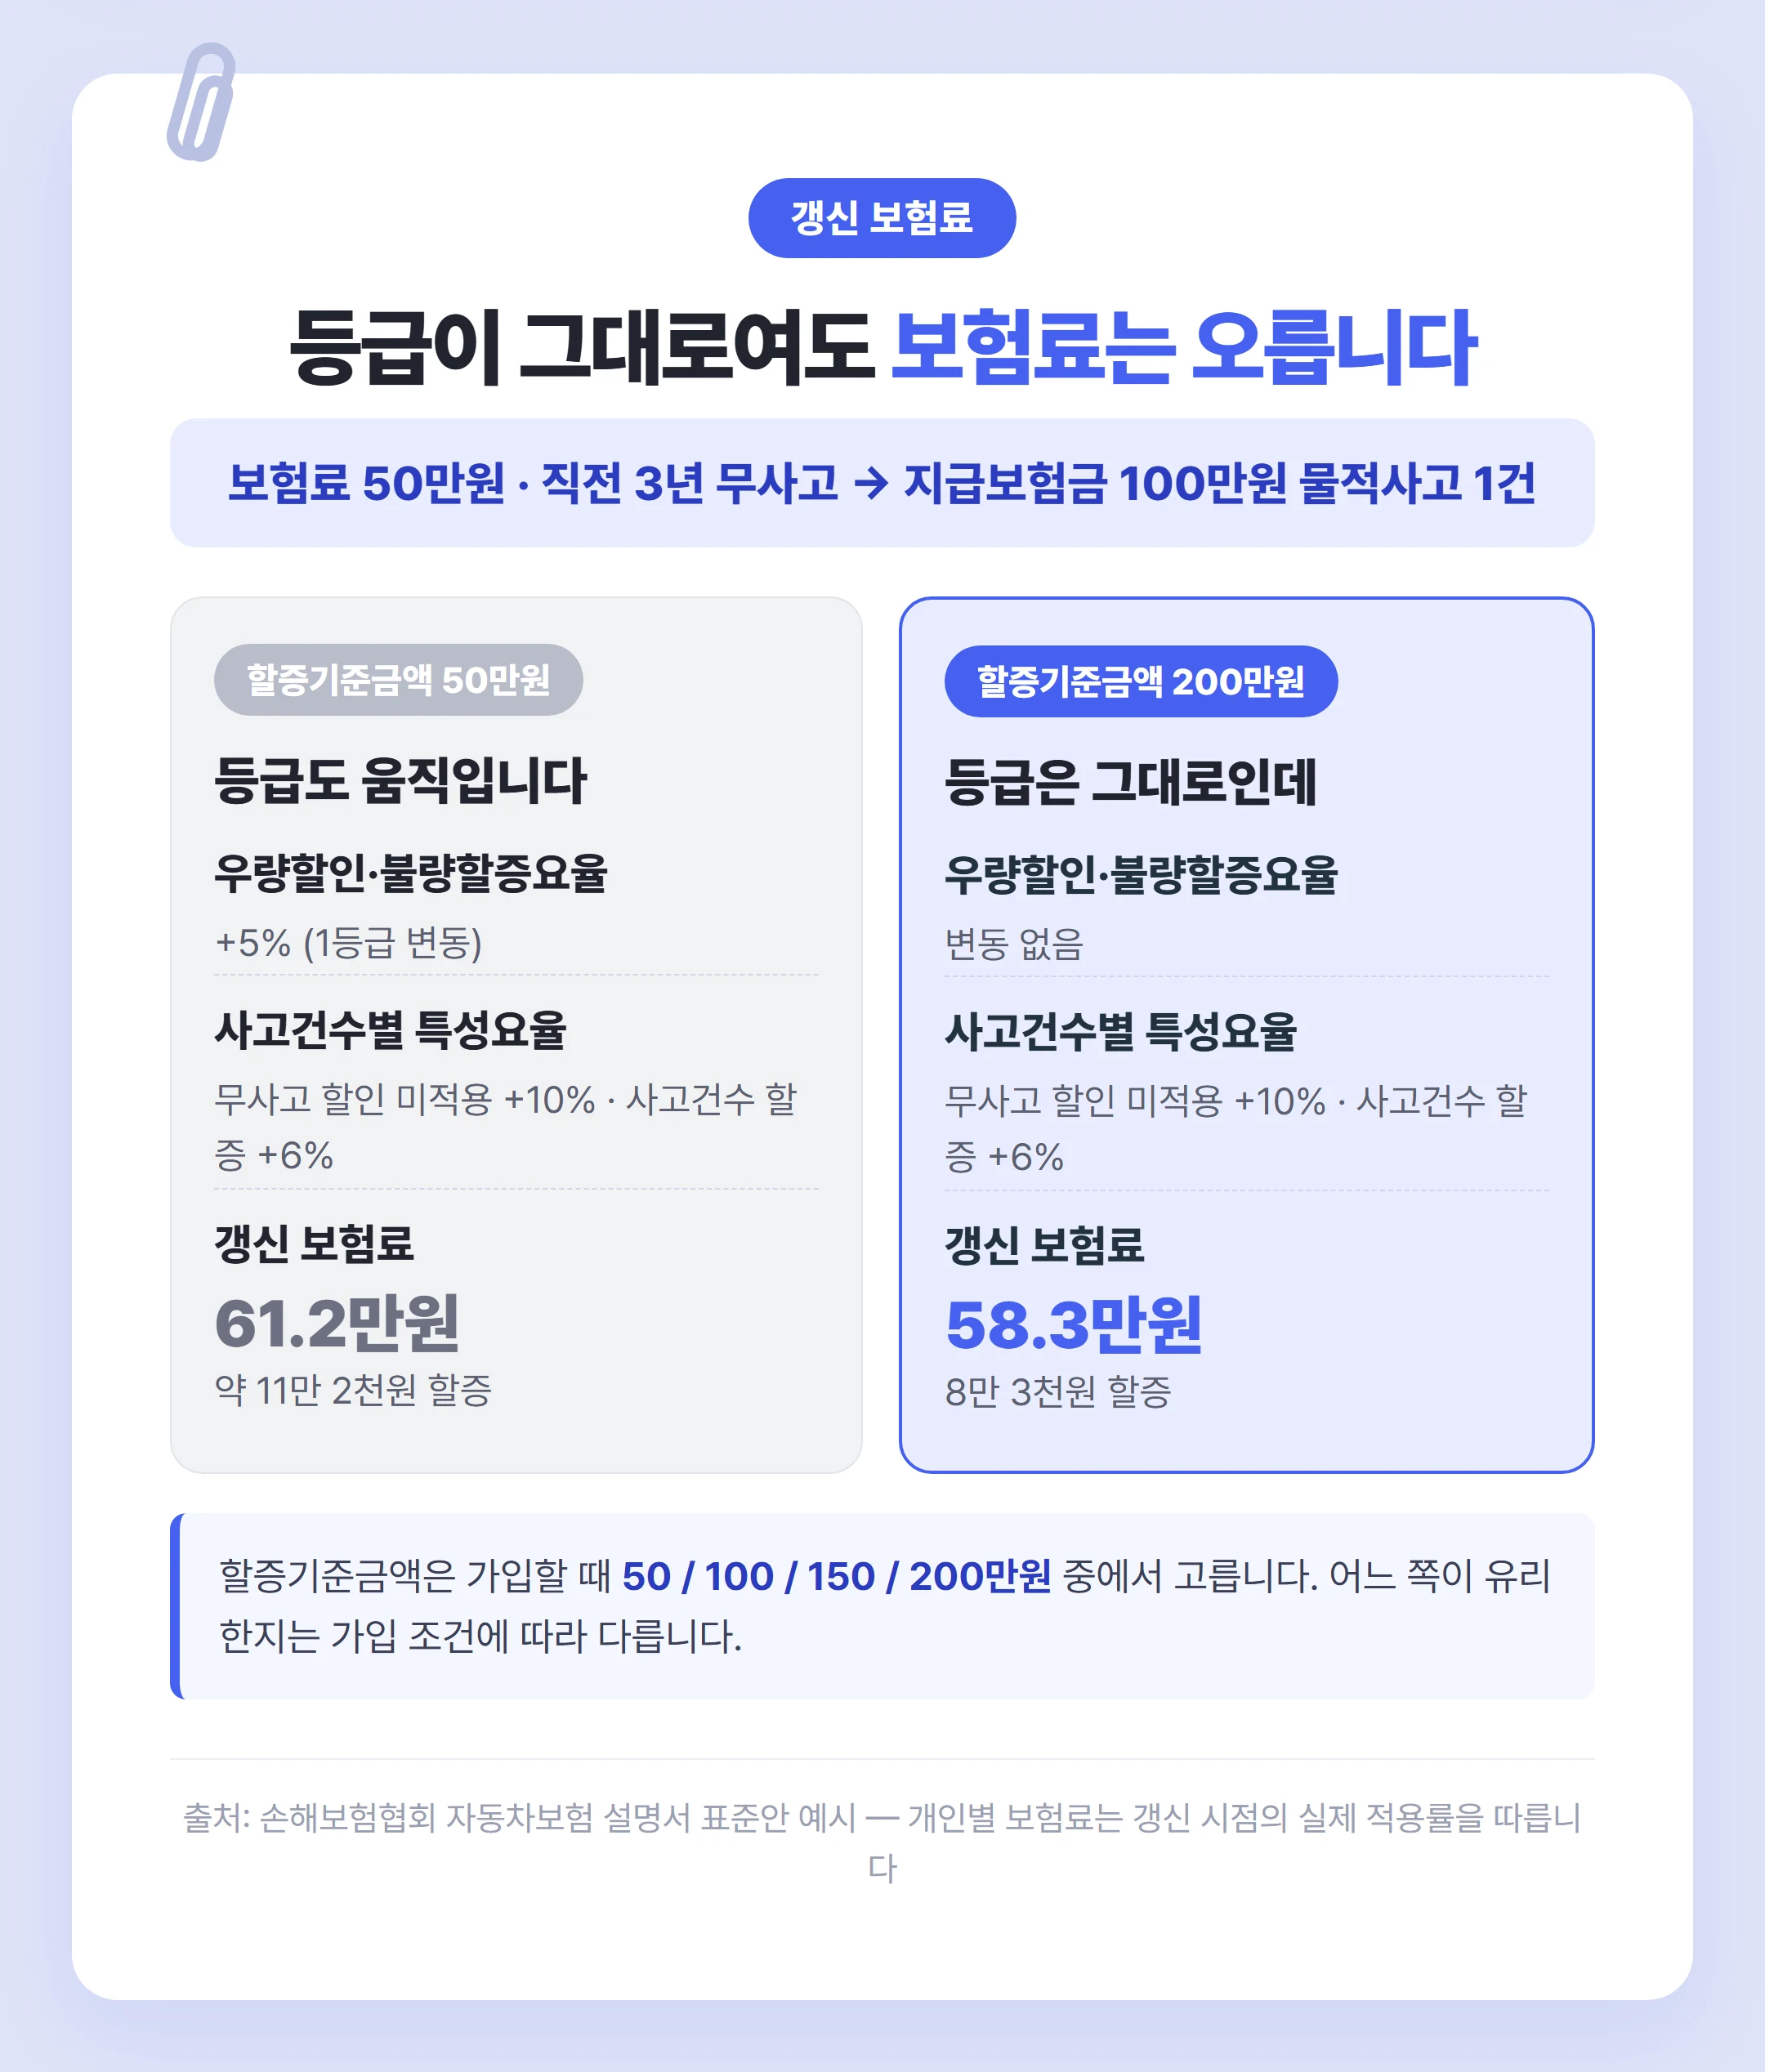 갱신 보험료
등급이 그대로여도 보험료는 오릅니다
보험료 50만원 · 직전 3년 무사고 → 지급보험금 100만원 물적사고 1건
할증기준금액 50만원
등급도 움직입니다
우량할인·불량할증요율
+5% (1등급 변동)
사고건수별 특성요율
무사고 할인 미적용 +10% · 사고건수 할
증 +6%
갱신 보험료
61.2만원
약 11만 2천원 할증
할증기준금액 200만원
등급은 그대로인데
우량할인·불량할증요율
변동 없음
사고건수별 특성요율
무사고 할인 미적용 +10% · 사고건수 할
증 +6%
갱신 보험료
58.3만원
8만 3천원 할증
할증기준금액은 가입할 때 50 / 100 / 150 / 200만원 중에서 고릅니다. 어느 쪽이 유리
한지는 가입 조건에 따라 다릅니다.
출처: 손해보험협회 자동차보험 설명서 표준안 예시 — 개인별 보험료는 갱신 시점의 실제 적용률을 따릅니
다